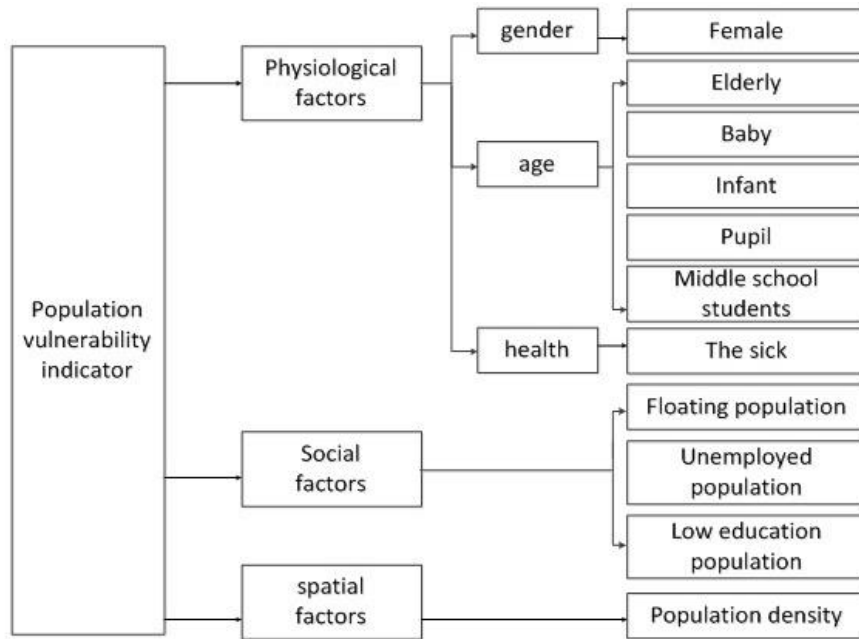 Population
vulnerability
indicator
Physiological
factors
gender
Female
age
Elderly
Baby
Infant
Pupil
Middle school
students
health
The sick
Social
factors
Floating population
Unemployed
population
Low education
population
spatial
factors
Population density